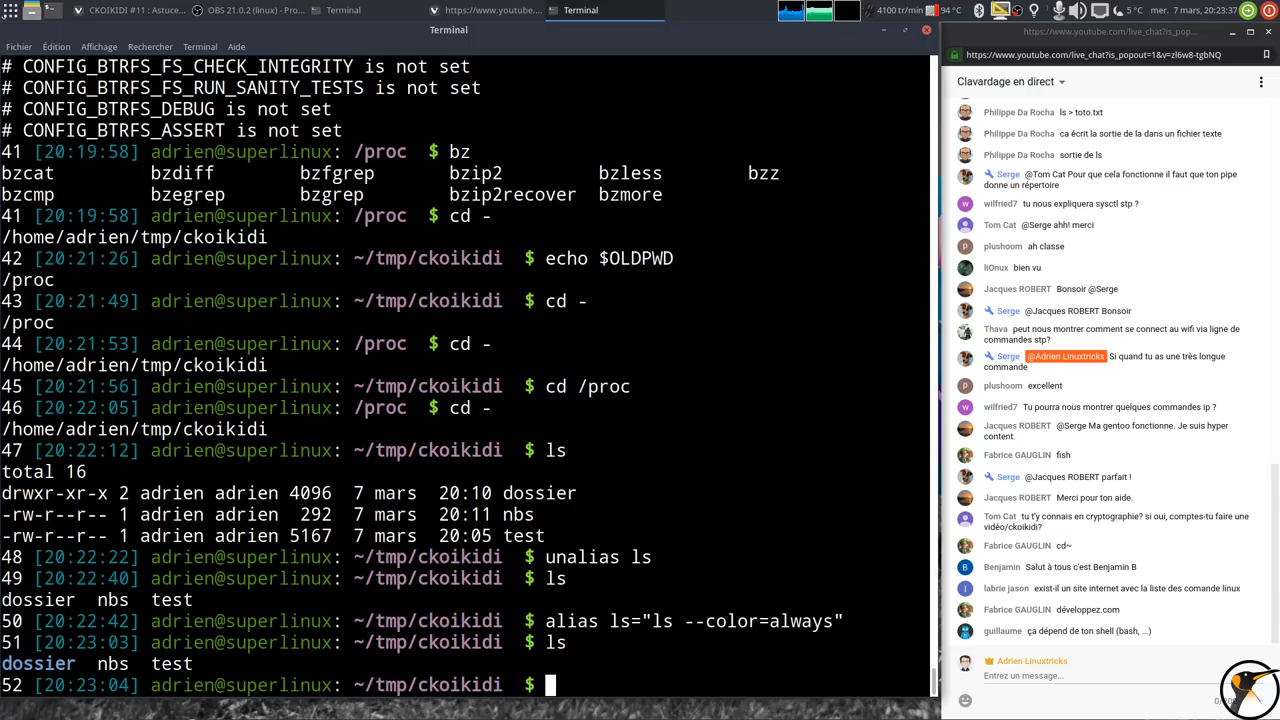 CKOIKIDI #11 : Astuce...
OBS 21.0.2 (linux) - Pro...
Terminal
https://www.youtube....
Terminal
4100 tr/min
94 °C
5 °C
mer. 7 mars, 20:23:37
Terminal
Fichier Édition Affichage Rechercher Terminal Aide
# CONFIG_BTRFS_FS_CHECK_INTEGRITY is not set
# CONFIG_BTRFS_FS_RUN_SANITY_TESTS is not set
# CONFIG_BTRFS_DEBUG is not set
# CONFIG_BTRFS_ASSERT is not set
41 [20:19:58] adrien@superlinux: /proc $ bz
bzcat bzdiff bzfgrep bzip2 bzless bzz
bzcmp bzegrep bzgrep bzip2recover bzmore
41 [20:19:58] adrien@superlinux: /proc $ cd -
/home/adrien/tmp/ckoikidi
42 [20:21:26] adrien@superlinux: ~/tmp/ckoikidi $ echo $OLDPWD
/proc
43 [20:21:49] adrien@superlinux: ~/tmp/ckoikidi $ cd -
/proc
44 [20:21:53] adrien@superlinux: /proc $ cd -
/home/adrien/tmp/ckoikidi
45 [20:21:56] adrien@superlinux: ~/tmp/ckoikidi $ cd /proc
46 [20:22:05] adrien@superlinux: /proc $ cd -
/home/adrien/tmp/ckoikidi
47 [20:22:12] adrien@superlinux: ~/tmp/ckoikidi $ ls
total 16
drwxr-xr-x 2 adrien adrien 4096 7 mars 20:10 dossier
-rw-r--r-- 1 adrien adrien 2927 7 mars 20:11 nbs
-rw-r--r-- 1 adrien adrien 5047 7 mars 20:05 test
48 [20:22:22] adrien@superlinux: ~/tmp/ckoikidi $ unalias ls
49 [20:22:40] adrien@superlinux: ~/tmp/ckoikidi $ ls
dossier nbs test
50 [20:22:42] adrien@superlinux: ~/tmp/ckoikidi $ alias ls="ls --color=always"
51 [20:23:03] adrien@superlinux: ~/tmp/ckoikidi $ ls
dossier nbs test
52 [20:23:04] adrien@superlinux: ~/tmp/ckoikidi $
https://www.youtube.com/live_chat?is_pop...
https://www.youtube.com/live_chat?is_popout=1&v=zl6w8-tgbNQ
Clavardage en direct
Philippe Da Rocha ls > toto.txt
Philippe Da Rocha ca écrit la sortie de la dans un fichier texte
Philippe Da Rocha sortie de ls
Serge @Tom Cat Pour que cela fonctionne il faut que ton pipe
donne un répertoire
wilfried7 tu nous expliquera sysctl stp ?
Tom Cat @Serge ahh! merci
plushoom ah classe
liOnux bien vu
Jacques ROBERT Bonsoir @Serge
Serge @Jacques ROBERT Bonsoir
Thava peut nous montrer comment se connect au wifi via ligne de
commandes stp?
Serge @Adrien Linuxtricks Si quand tu as une très longue
commande
plushoom excellent
wilfried7 Tu pourra nous montrer quelques commandes ip ?
Jacques ROBERT @Serge Ma gentoo fonctionne. Je suis hyper
content.
Fabrice GAUGLIN fish
Serge @Jacques ROBERT parfait !
Jacques ROBERT Merci pour ton aide.
Tom Cat tu t'y connais en cryptographie? si oui, comptes-tu faire une
vidéo/ckoikidi?
Fabrice GAUGLIN cd~
Benjamin Salut à tous c'est Benjamin B
labrie jason exist-il un site internet avec la liste des comande linux
Fabrice GAUGLIN développez.com
guillaume ça dépend de ton shell (bash, ...)
Adrien Linuxtricks
Entrez un message...